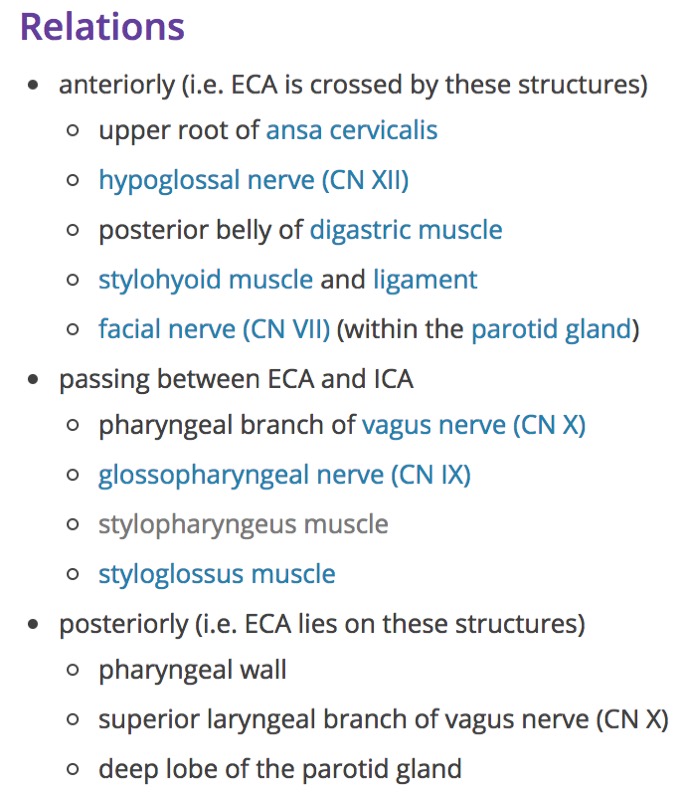 Relations
anteriorly (i.e. ECA is crossed by these structures)
upper root of ansa cervicalis
hypoglossal nerve (CN XII)
posterior belly of digastric muscle
stylohyoid muscle and ligament
facial nerve (CN VII) (within the parotid gland)
passing between ECA and ICA
pharyngeal branch of vagus nerve (CN X)
glossopharyngeal nerve (CN IX)
stylopharyngeus muscle
styloglossus muscle
posteriorly (i.e. ECA lies on these structures)
pharyngeal wall
superior laryngeal branch of vagus nerve (CN X)
deep lobe of the parotid gland